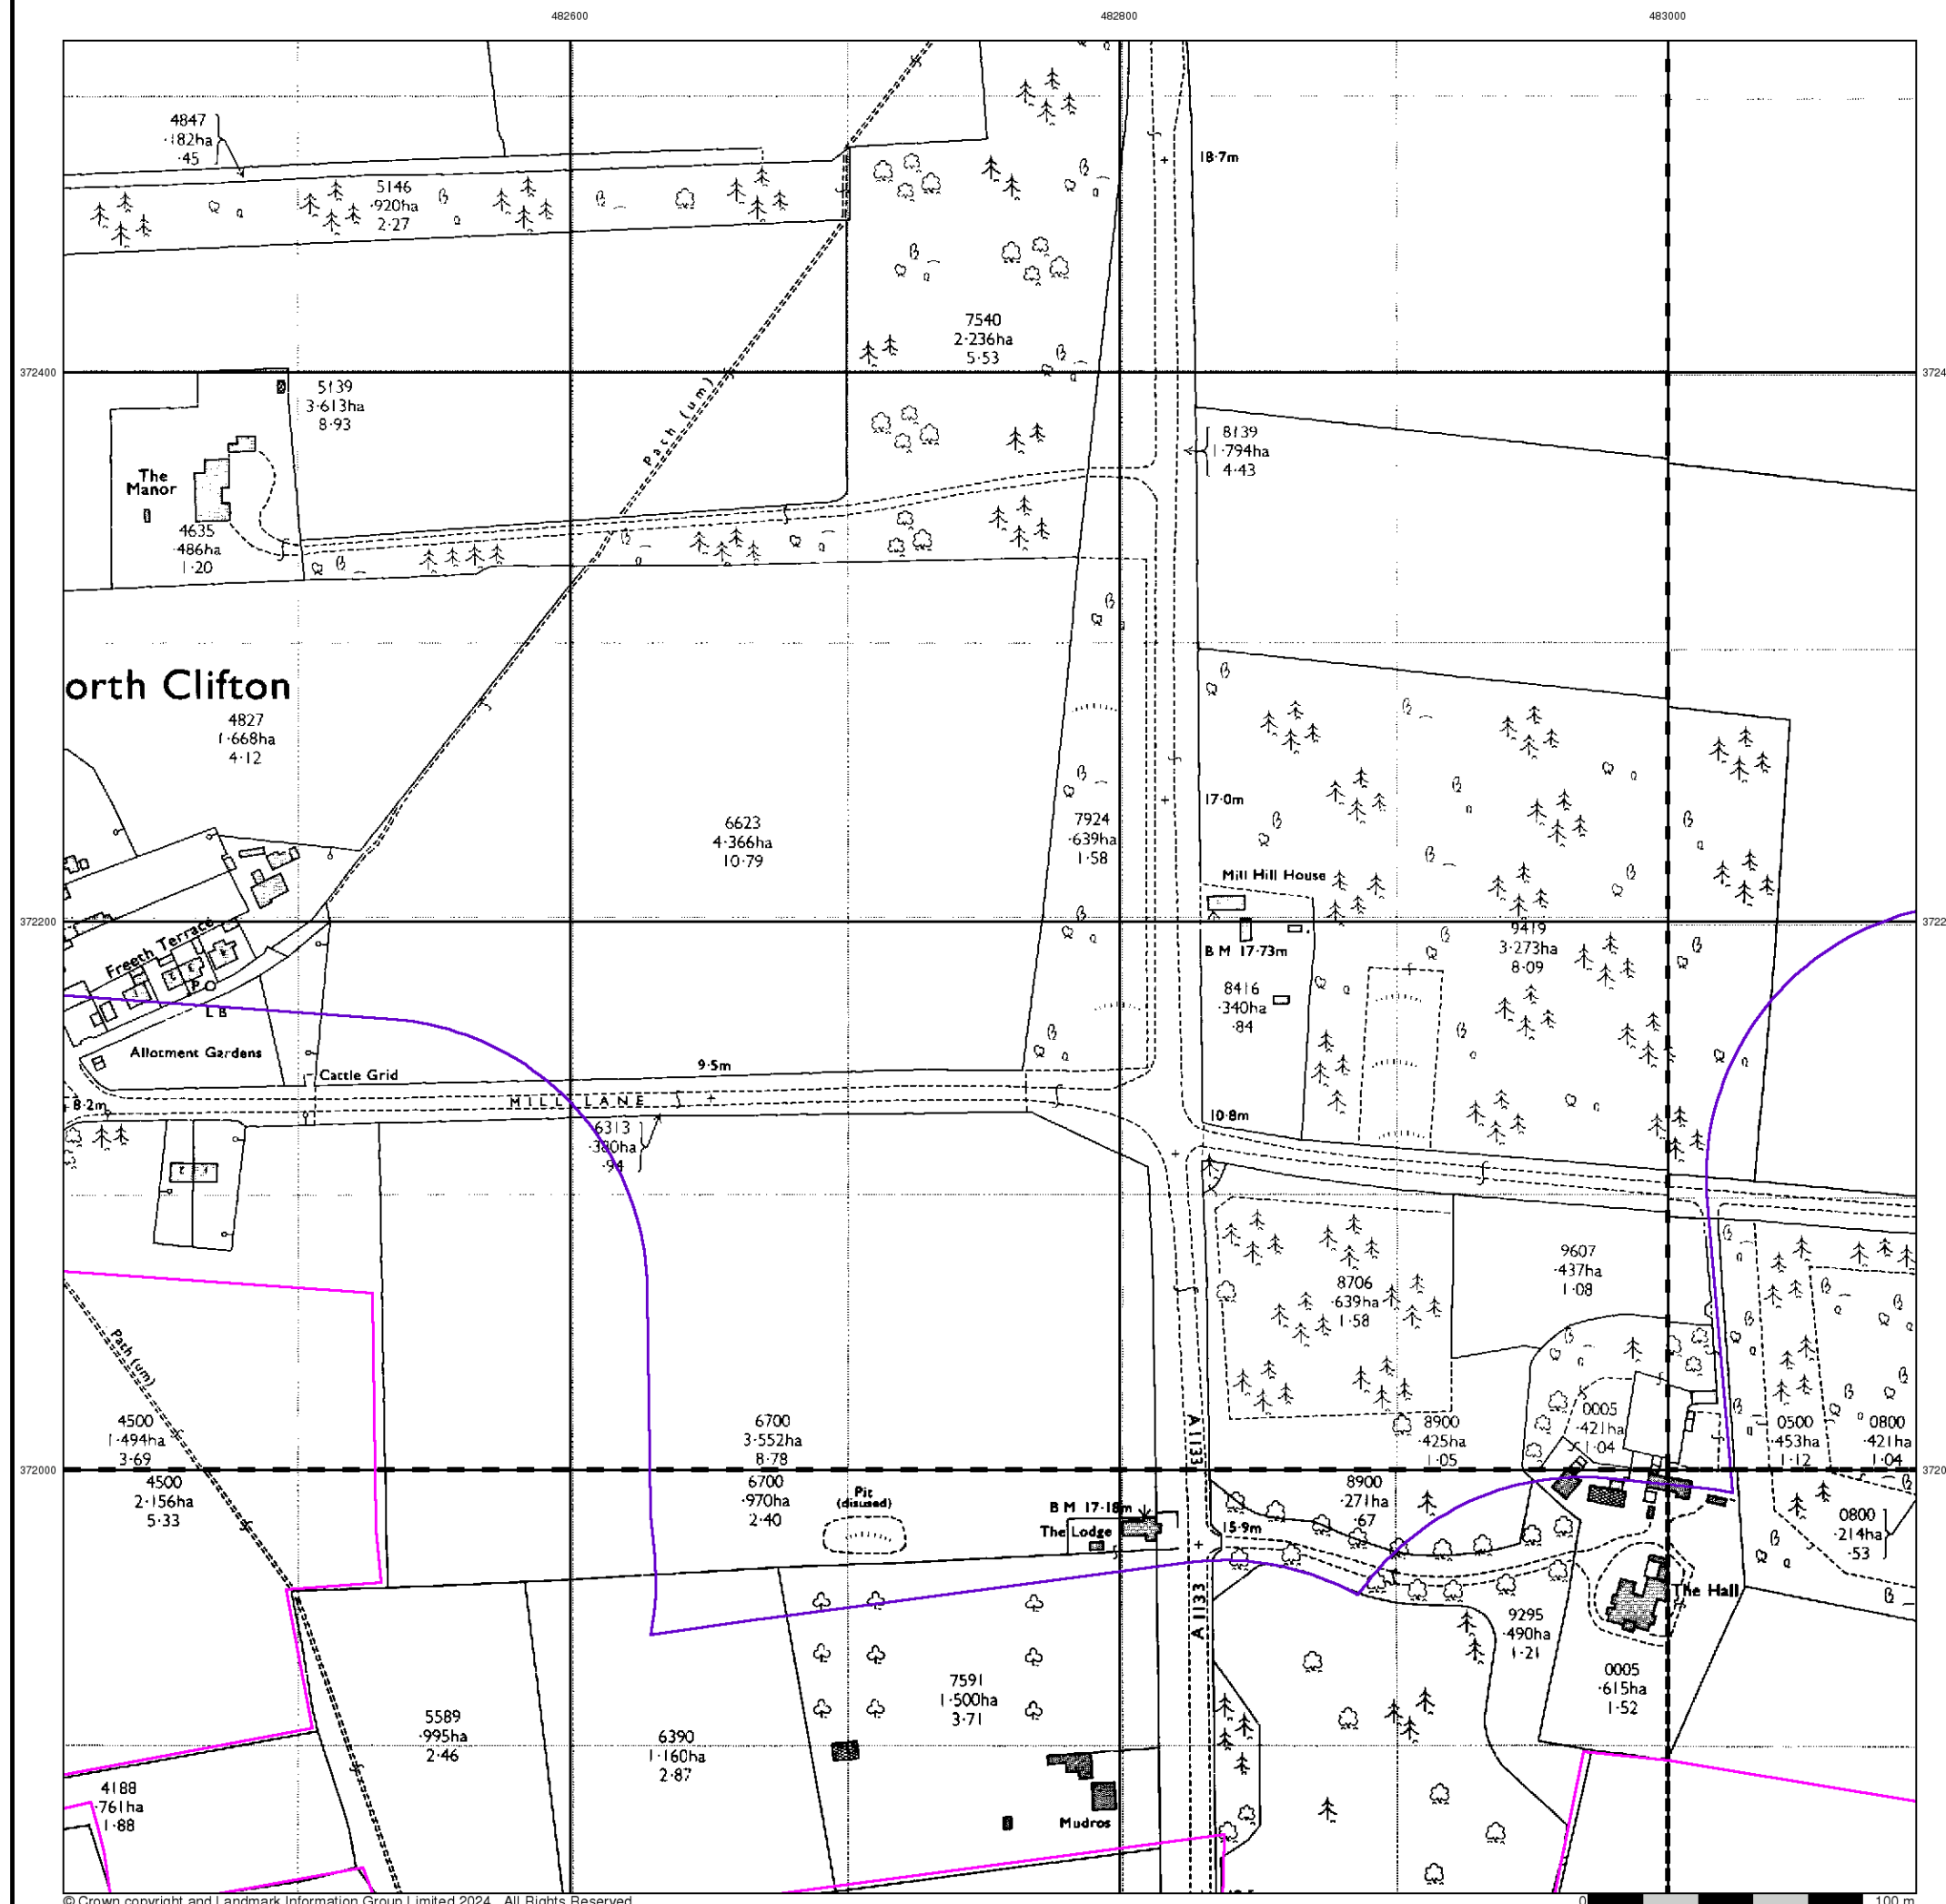 482600
482800
483000
4847
·182ha
·45
18·7m
5146
·920ha
2·27
7540
2·236ha
5·53
372400
3724
5139
3·613ha
8·93
Path (um)
8139
1·794ha
4·43
The
Manor
4635
·486ha
1·20
orth Clifton
4827
1·668ha
4·12
17·0m
6623
4·366ha
10·79
7924
·639ha
1·58
Mill Hill House
372200
3722
Freeth Terrace
9419
3·273ha
8·09
B M 17·73m
P O
8416
·340ha
·84
L B
Allotment Gardens
Cattle Grid
9·5m
8·2m
MILL LANE
10·8m
6313
·380ha
·94
9607
·437ha
1·08
8706
·639ha
1·58
Path (um)
4500
1·494ha
3·69
6700
3·552ha
8·78
A 1133
8900
·425ha
1·05
0005
·421ha
1·04
0500
·453ha
1·12
0800
·421ha
1·04
372000
3720
4500
2·156ha
5·33
6700
·970ha
2·40
Pit
(disused)
B M 17·18m
The Lodge
15·9m
8900
·271ha
·67
0800
·214ha
·53
A 1133
The Hall
9295
·490ha
1·21
0005
·615ha
1·52
7591
1·500ha
3·71
5589
·995ha
2·46
6390
1·160ha
2·87
4188
·761ha
1·88
Mudros
© Crown copyright and Landmark Information Group Limited 2024. All Rights Reserved
0
100 m